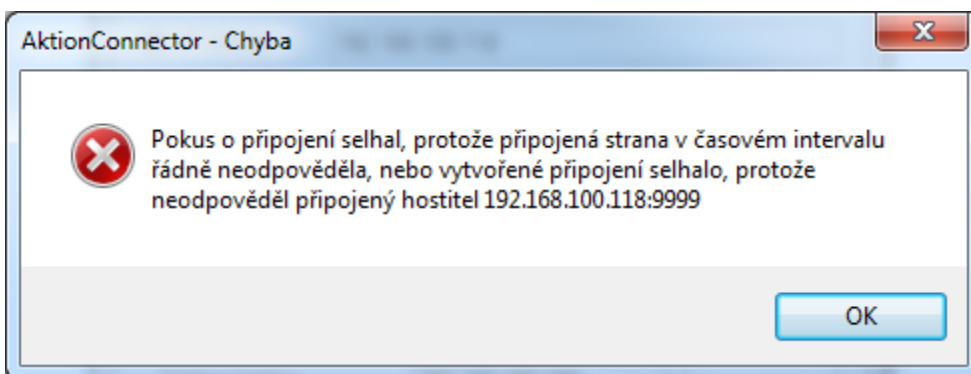 AktionConnector - Chyba
Pokus o připojení selhal, protože připojená strana v časovém intervalu
řádně neodpověděla, nebo vytvořené připojení selhalo, protože
neodpověděl připojený hostitel 192.168.100.118:9999
OK